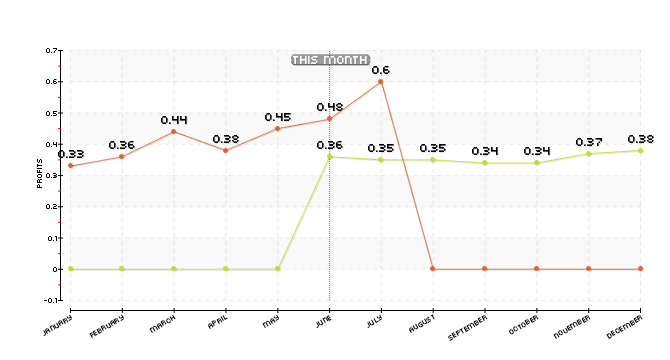 THIS MONTH
0.7
0.6
0.5
0.4
0.3
0.2
0.1
0
-0.1
PROFITS
0.33
0.36
0.44
0.38
0.45
0.48
0.6
0.36
0.35
0.35
0.34
0.34
0.37
0.38
JANUARY
FEBRUARY
MARCH
APRIL
MAY
JUNE
JULY
AUGUST
SEPTEMBER
OCTOBER
NOVEMBER
DECEMBER